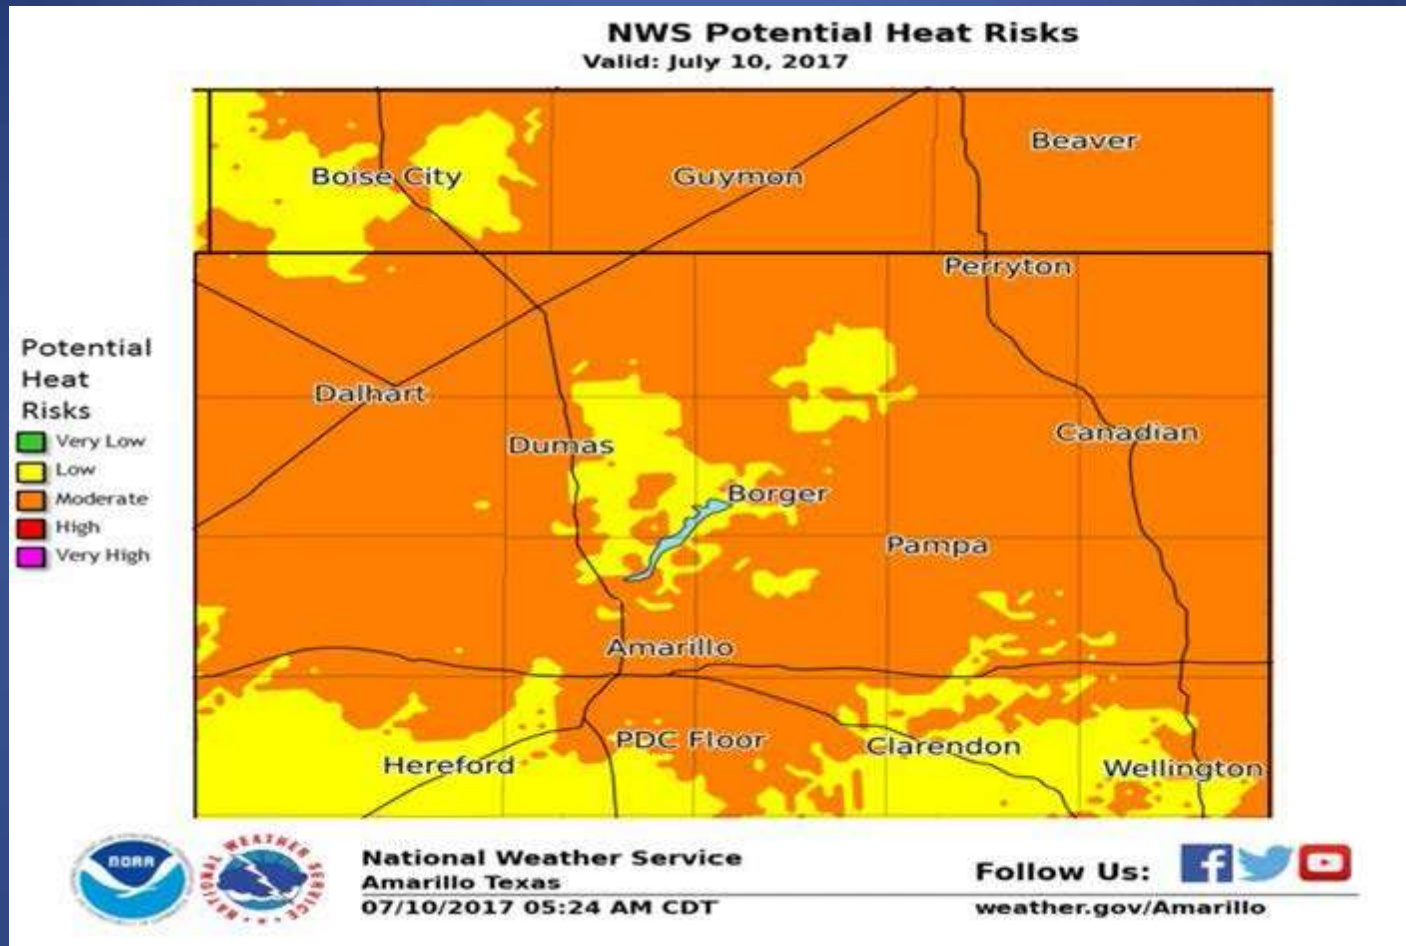 NWS Potential Heat Risks
Valid: July 10, 2017
Beaver
Boise City
Guymon
Perryton
Potential
Heat
Risks
Very Low
Low
Moderate
High
Very High
Dalhart
Dumas
Canadian
Borger
Pampa
Amarillo
PDC Floor
Clarendon
Hereford
Wellington
NOAA
NATIONAL WEATHER SERVICE
National Weather Service
Amarillo Texas
07/10/2017 05:24 AM CDT
Follow Us:
weather.gov/Amarillo